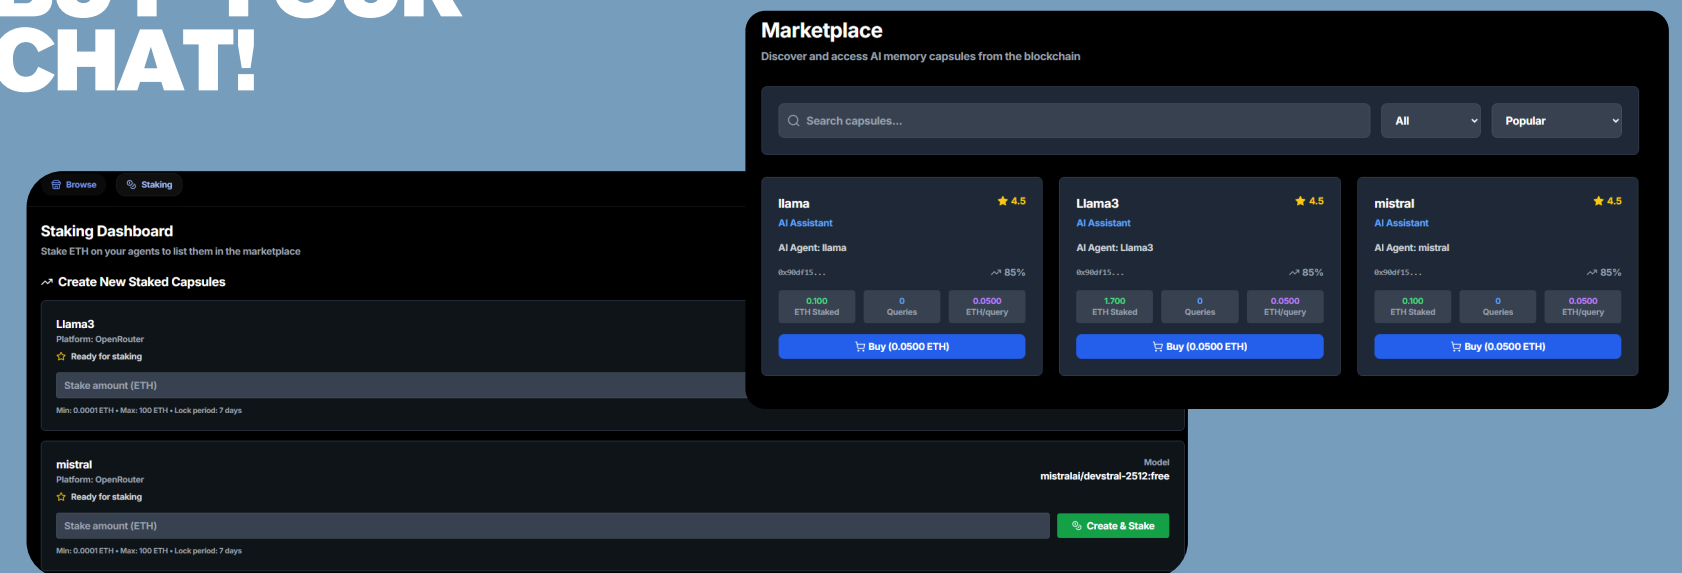 BUY YOUR
CHAT!
Marketplace
Discover and access AI memory capsules from the blockchain
Search capsules...
All
Popular
llama
4.5
AI Assistant
AI Agent: llama
0x90df15...
85%
0.100
ETH Staked
0
Queries
0.0500
ETH/query
Buy (0.0500 ETH)
Llama3
4.5
AI Assistant
AI Agent: Llama3
0x90df15...
85%
1.700
ETH Staked
0
Queries
0.0500
ETH/query
Buy (0.0500 ETH)
mistral
4.5
AI Assistant
AI Agent: mistral
0x90df15...
85%
0.100
ETH Staked
0
Queries
0.0500
ETH/query
Buy (0.0500 ETH)
Browse
Staking
Staking Dashboard
Stake ETH on your agents to list them in the marketplace
Create New Staked Capsules
Llama3
Platform: OpenRouter
Ready for staking
Stake amount (ETH)
Min: 0.0001 ETH • Max: 100 ETH • Lock period: 7 days
mistral
Platform: OpenRouter
Model
mistralai/devstral-2512:free
Ready for staking
Stake amount (ETH)
Create & Stake
Min: 0.0001 ETH • Max: 100 ETH • Lock period: 7 days